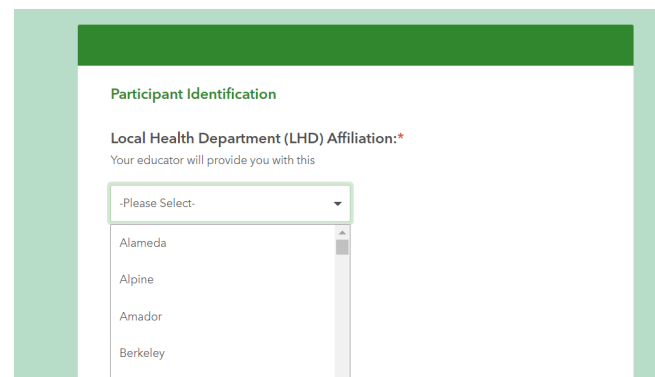 Participant Identification
Local Health Department (LHD) Affiliation:*
Your educator will provide you with this
-Please Select-
Alameda
Alpine
Amador
Berkeley